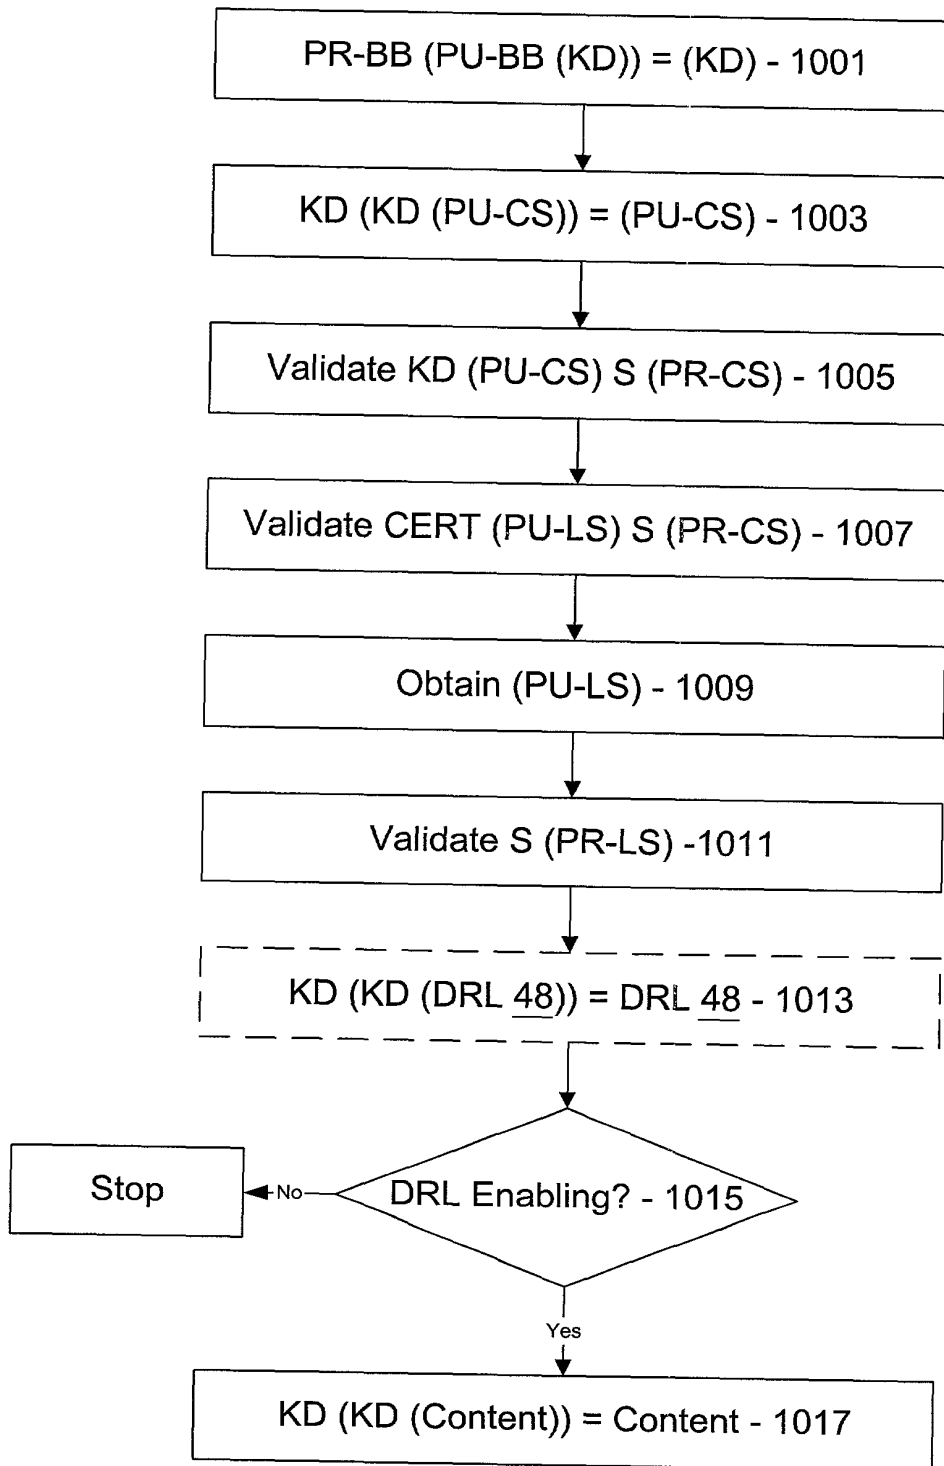 PR-BB (PU-BB (KD)) = (KD) - 1001
KD (KD (PU-CS)) = (PU-CS) - 1003
Validate KD (PU-CS) S (PR-CS) - 1005
Validate CERT (PU-LS) S (PR-CS) - 1007
Obtain (PU-LS) - 1009
Validate S (PR-LS) -1011
KD (KD (DRL 48)) = DRL 48 - 1013
DRL Enabling? - 1015
No
Stop
Yes
KD (KD (Content)) = Content - 1017